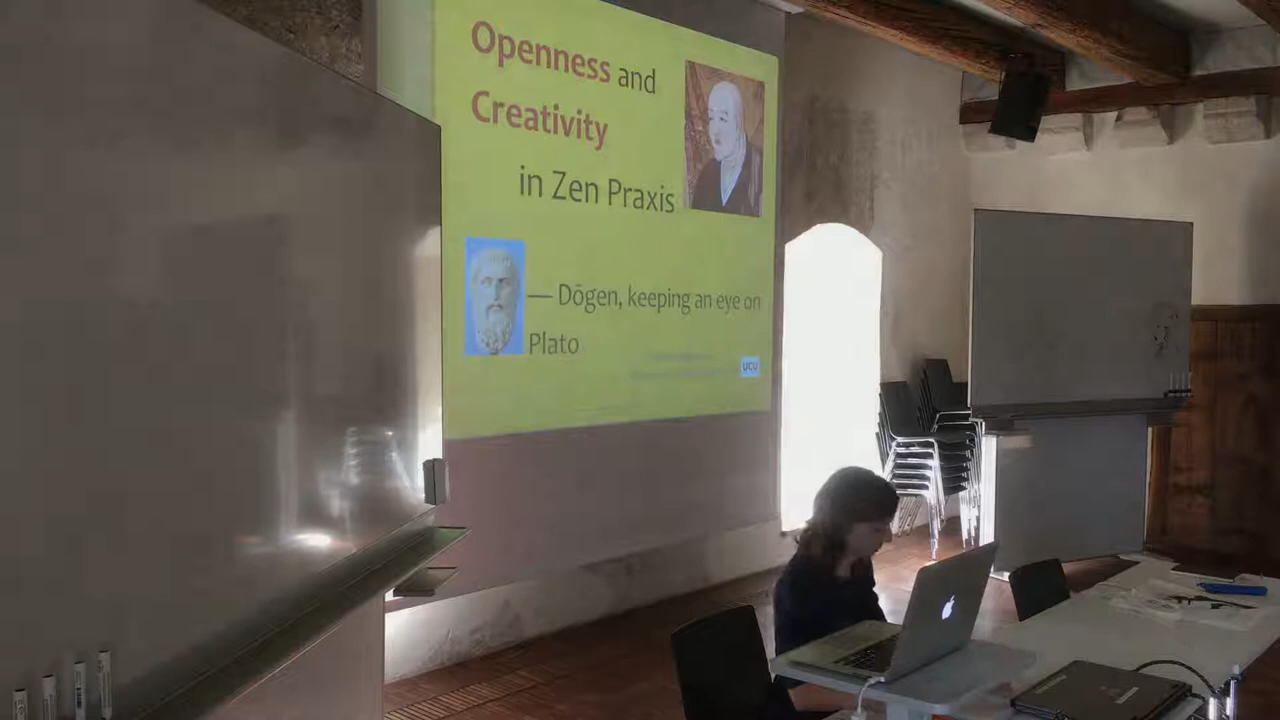 Openness and
Creativity
in Zen Praxis
— Dōgen, keeping an eye on
Plato
UCU